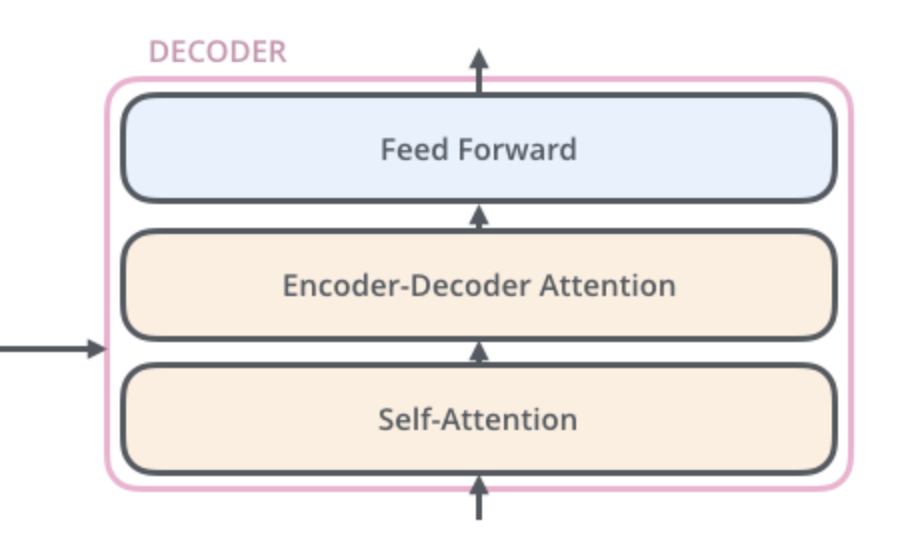 DECODER
Feed Forward
Encoder-Decoder Attention
Self-Attention